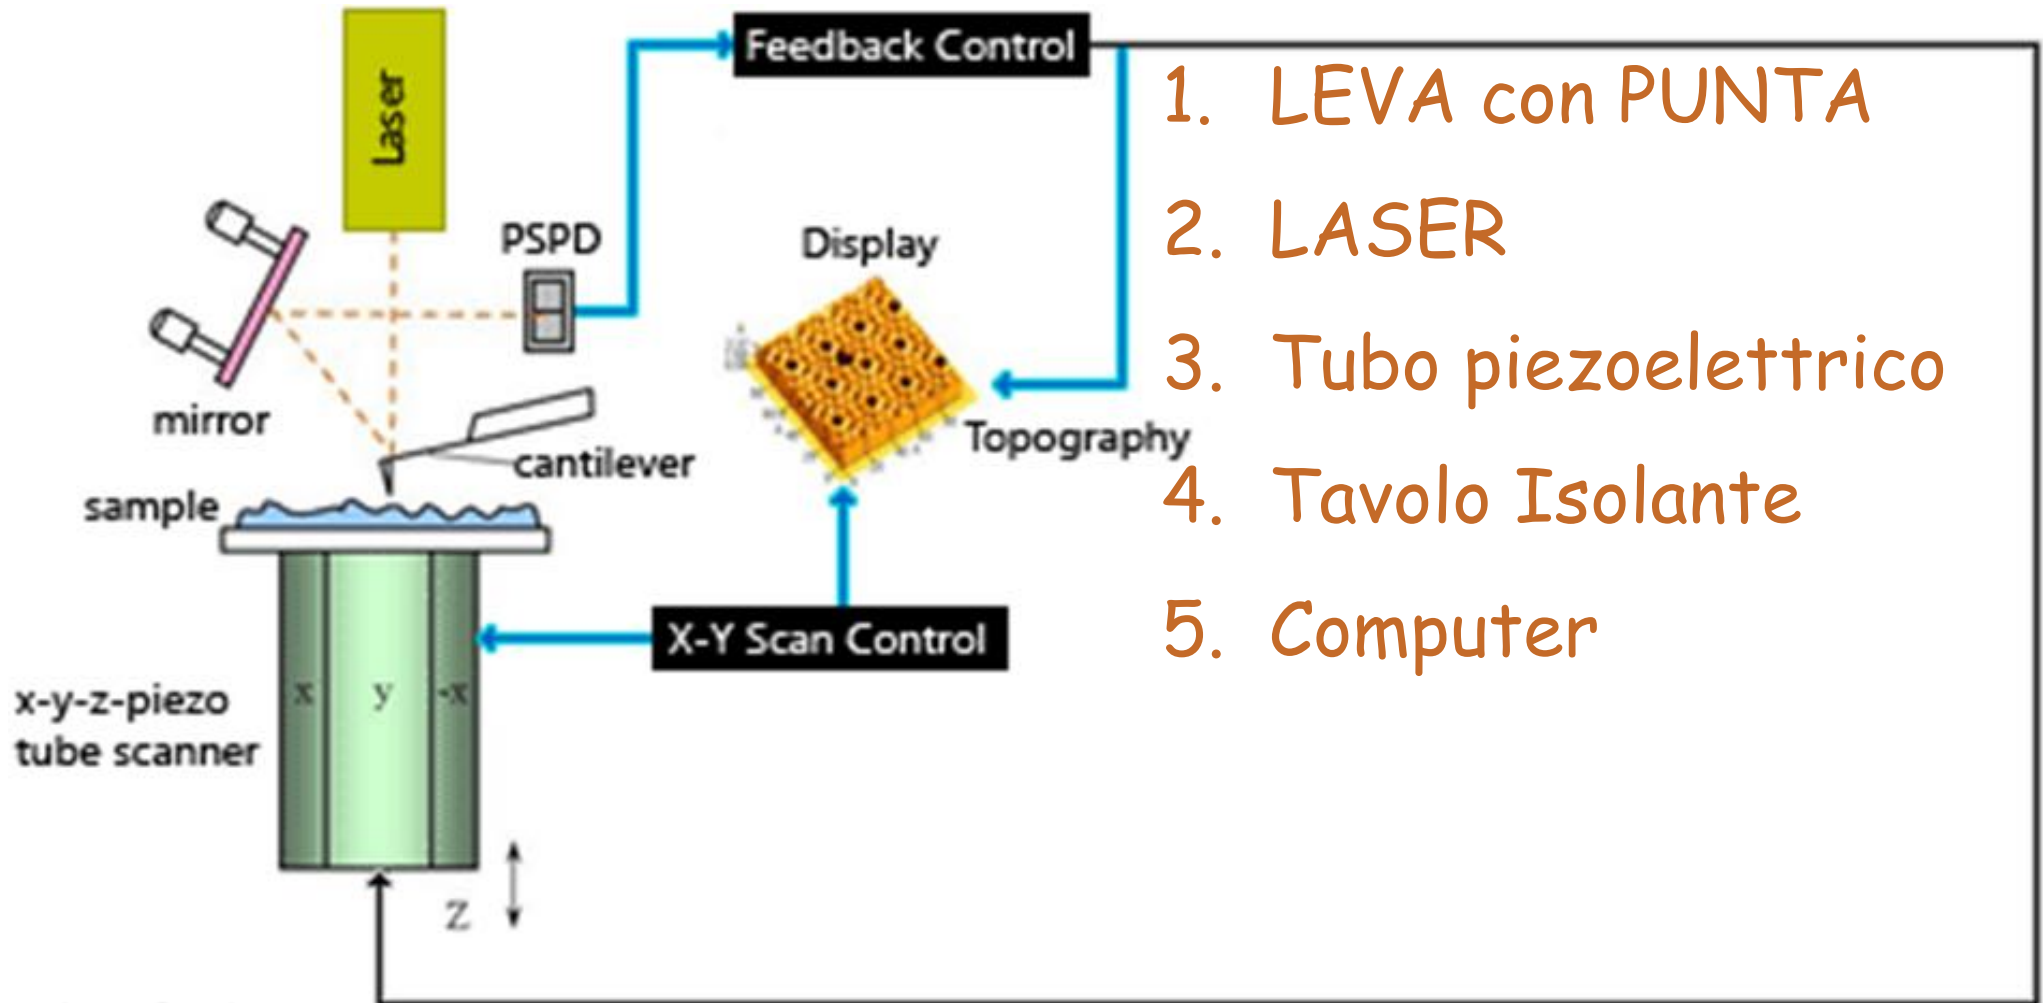 Laser
Feedback Control
PSPD
Display
mirror
cantilever
Topography
sample
X-Y Scan Control
x y -x
x-y-z-piezo
tube scanner
z
1. LEVA con PUNTA
2. LASER
3. Tubo piezoelettrico
4. Tavolo Isolante
5. Computer